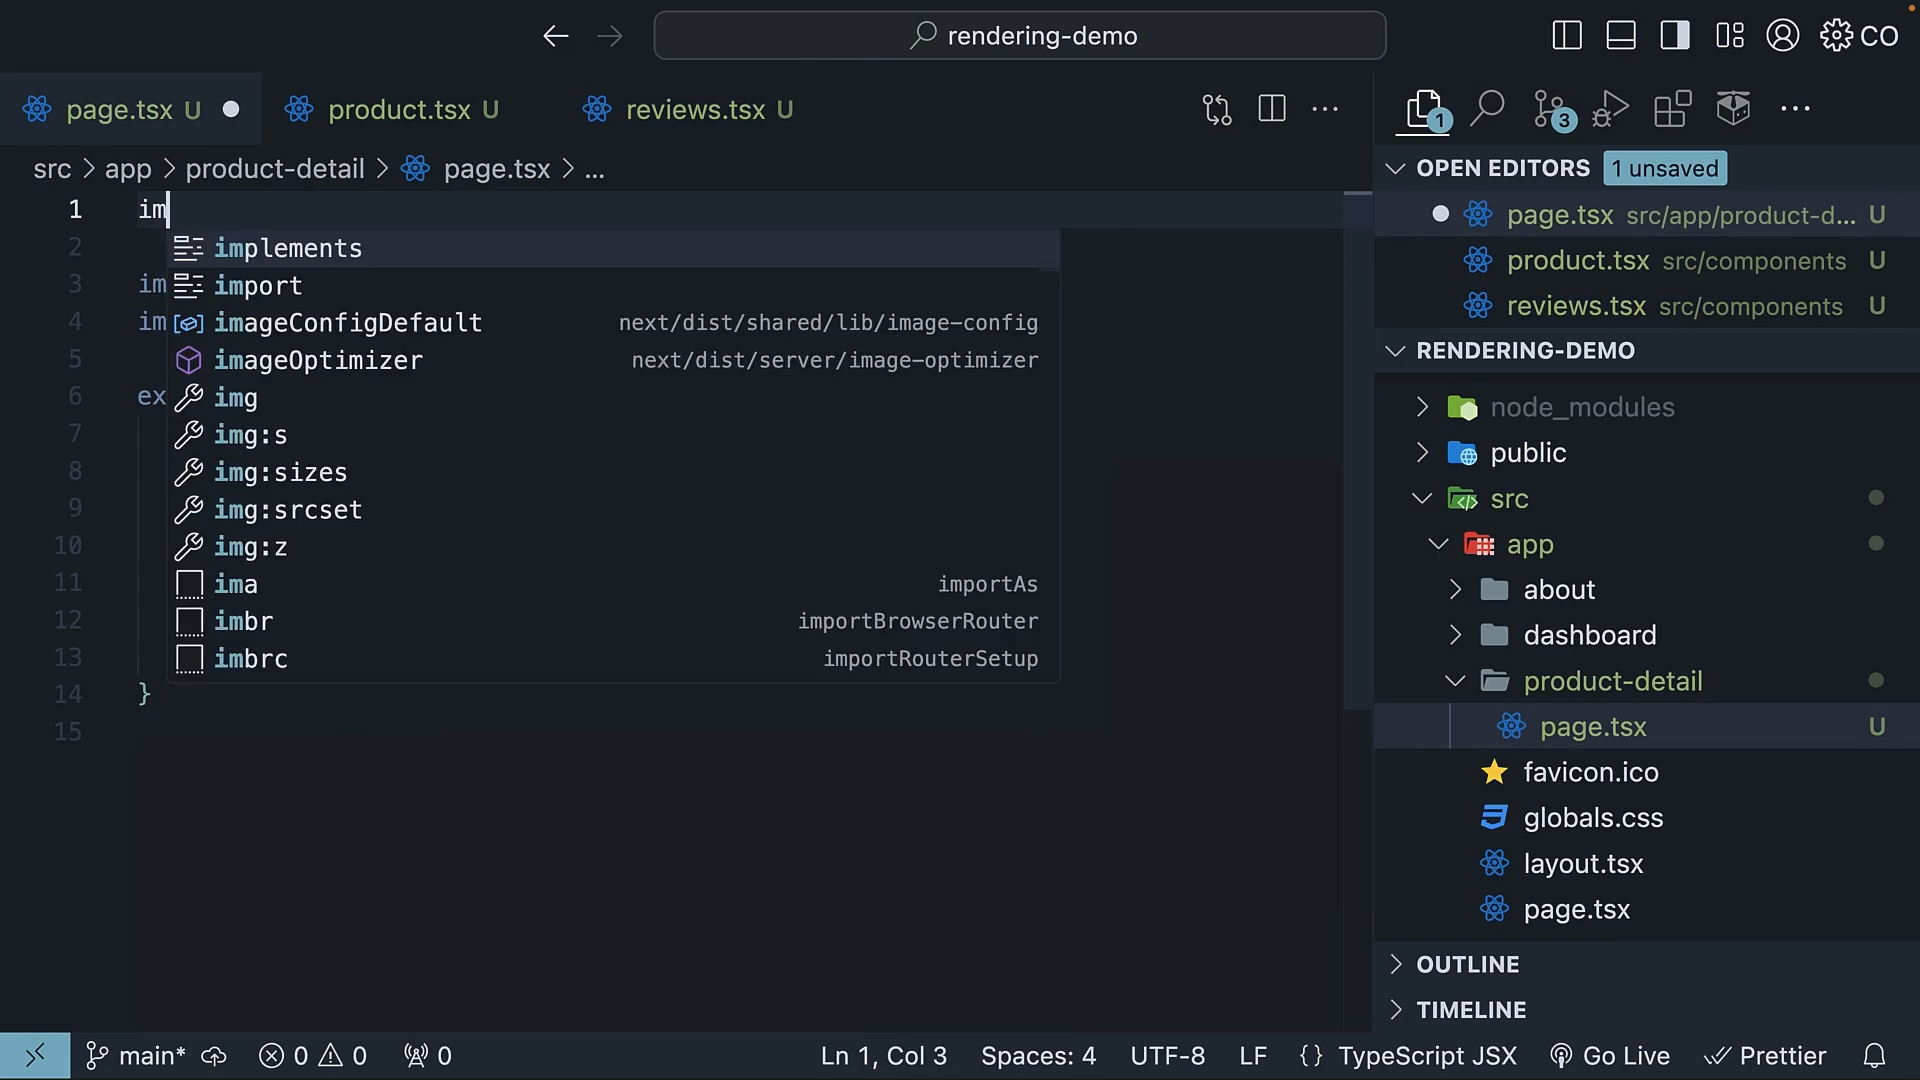 rendering-demo
CO
page.tsx U
product.tsx U
reviews.tsx U
1
3
src > app > product-detail > page.tsx > ...
OPEN EDITORS 1 unsaved
page.tsx src/app/product-d... U
product.tsx src/components U
reviews.tsx src/components U
RENDERING-DEMO
node_modules
public
src
app
about
dashboard
product-detail
page.tsx U
favicon.ico
globals.css
layout.tsx
page.tsx
OUTLINE
TIMELINE
1 im
2
3 im
4 im
5
6 ex
7
8
9
10
11
12
13
14 }
15
implements
import
imageConfigDefault next/dist/shared/lib/image-config
imageOptimizer next/dist/server/image-optimizer
img
img:s
img:sizes
img:srcset
img:z
ima importAs
imbr importBrowserRouter
imbrc importRouterSetup
main* 0 0 0 Ln 1, Col 3 Spaces: 4 UTF-8 LF {} TypeScript JSX Go Live Prettier